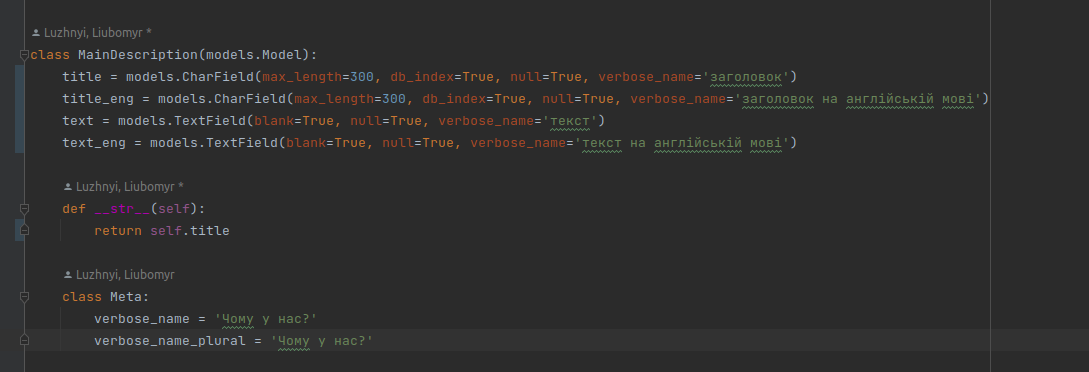 Luzhnyi, Liubomyr *
class MainDescription(models.Model):
    title = models.CharField(max_length=300, db_index=True, null=True, verbose_name='заголовок')
    title_eng = models.CharField(max_length=300, db_index=True, null=True, verbose_name='заголовок на англійській мові')
    text = models.TextField(blank=True, null=True, verbose_name='текст')
    text_eng = models.TextField(blank=True, null=True, verbose_name='текст на англійській мові')
Luzhnyi, Liubomyr *
    def __str__(self):
        return self.title
Luzhnyi, Liubomyr
    class Meta:
        verbose_name = 'Чому у нас?'
        verbose_name_plural = 'Чому у нас?'